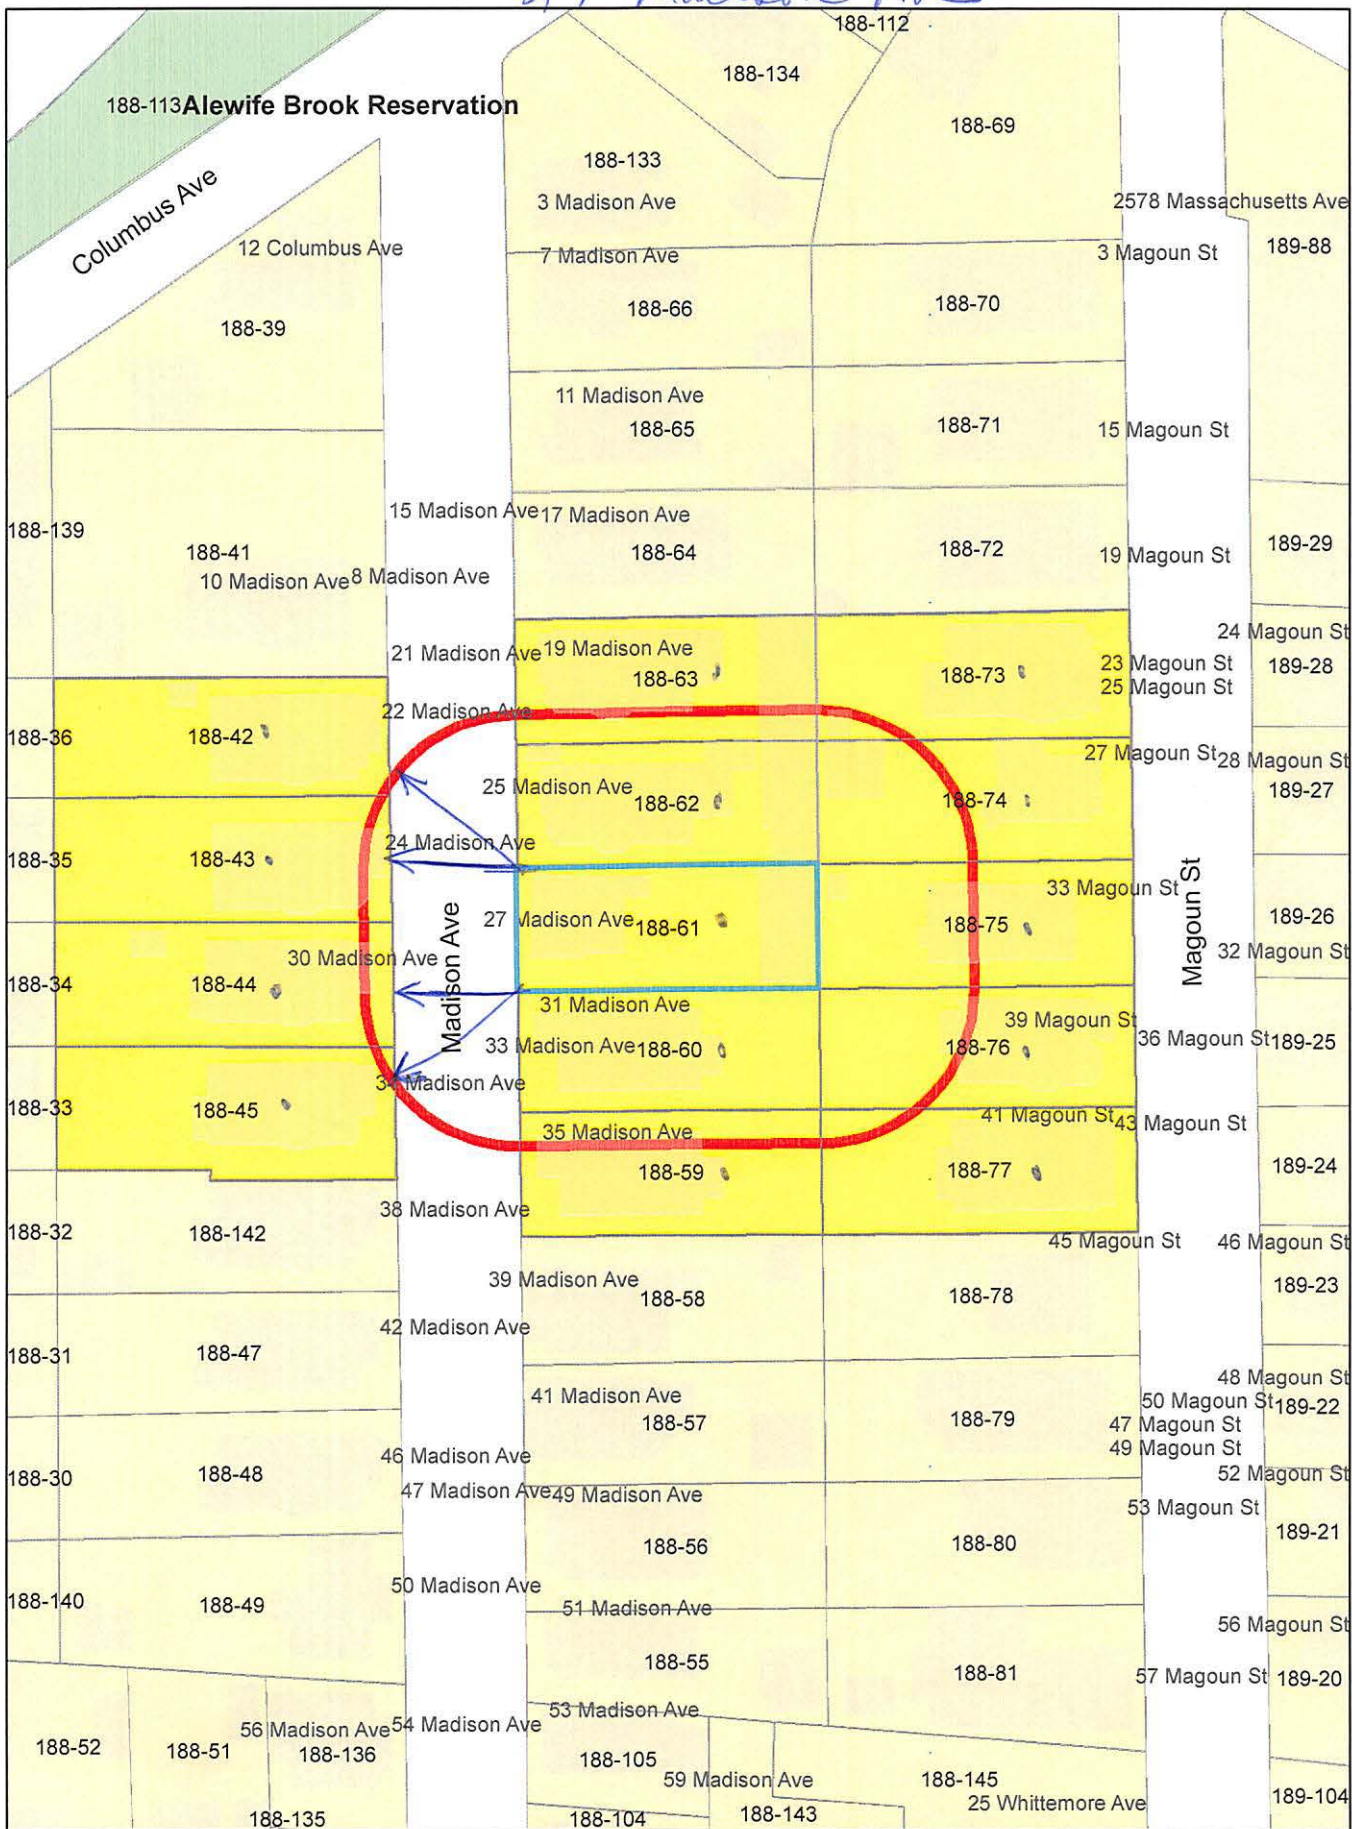 Madison Ave
188-112
188-134
188-113 Alewife Brook Reservation
188-69
188-133
Columbus Ave
3 Madison Ave
2578 Massachusetts Ave
12 Columbus Ave
7 Madison Ave
3 Magoun St
189-88
188-66
188-70
188-39
11 Madison Ave
188-65
188-71
15 Magoun St
15 Madison Ave
17 Madison Ave
188-139
188-41
188-64
188-72
19 Magoun St
189-29
10 Madison Ave
8 Madison Ave
24 Magoun St
21 Madison Ave
19 Madison Ave
188-63
188-73
23 Magoun St
189-28
25 Magoun St
22 Madison Ave
188-36
188-42
27 Magoun St
28 Magoun St
25 Madison Ave
188-62
188-74
189-27
24 Madison Ave
188-35
188-43
33 Magoun St
Magoun St
27 Madison Ave
188-61
188-75
189-26
Madison Ave
30 Madison Ave
32 Magoun St
188-34
188-44
31 Madison Ave
39 Magoun St
33 Madison Ave
188-60
188-76
36 Magoun St
189-25
34 Madison Ave
188-33
188-45
41 Magoun St
43 Magoun St
35 Madison Ave
188-59
188-77
189-24
38 Madison Ave
188-32
188-142
45 Magoun St
46 Magoun St
39 Madison Ave
188-58
188-78
189-23
42 Madison Ave
188-31
188-47
48 Magoun St
41 Madison Ave
188-57
188-79
50 Magoun St
189-22
47 Magoun St
49 Magoun St
46 Madison Ave
188-30
188-48
52 Magoun St
47 Madison Ave
49 Madison Ave
53 Magoun St
188-56
188-80
189-21
50 Madison Ave
188-140
188-49
51 Madison Ave
56 Magoun St
188-55
188-81
57 Magoun St
189-20
53 Madison Ave
56 Madison Ave
54 Madison Ave
188-52
188-51
188-136
188-105
59 Madison Ave
188-145
25 Whittemore Ave
189-104
188-135
188-104
188-143